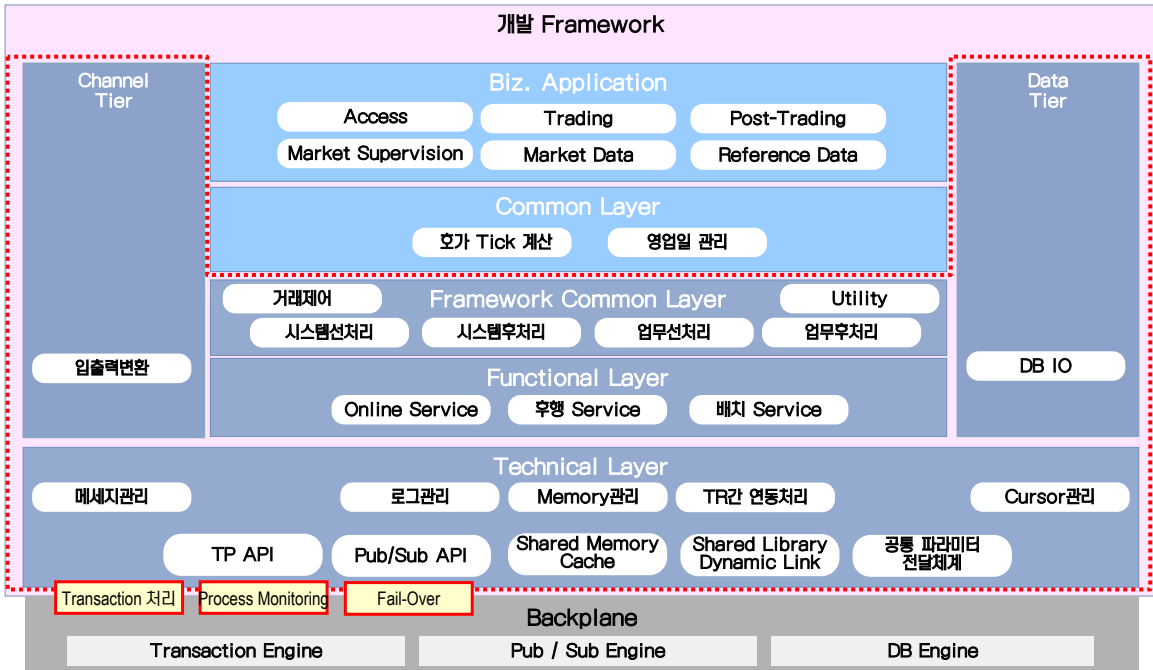 개발 Framework
Channel
Tier
Biz. Application
Data
Tier
Access
Trading
Post-Trading
Market Supervision
Market Data
Reference Data
Common Layer
호가 Tick 계산
영업일 관리
거래제어
Framework Common Layer
Utility
시스템선처리
시스템후처리
업무선처리
업무후처리
입출력변환
DB IO
Functional Layer
Online Service
후행 Service
배치 Service
Technical Layer
메세지관리
로그관리
Memory관리
TR간 연동처리
Cursor관리
TP API
Pub/Sub API
Shared Memory
Cache
Shared Library
Dynamic Link
공통 파라미터
전달체계
Transaction 처리
Process Monitoring
Fail-Over
Backplane
Transaction Engine
Pub / Sub Engine
DB Engine